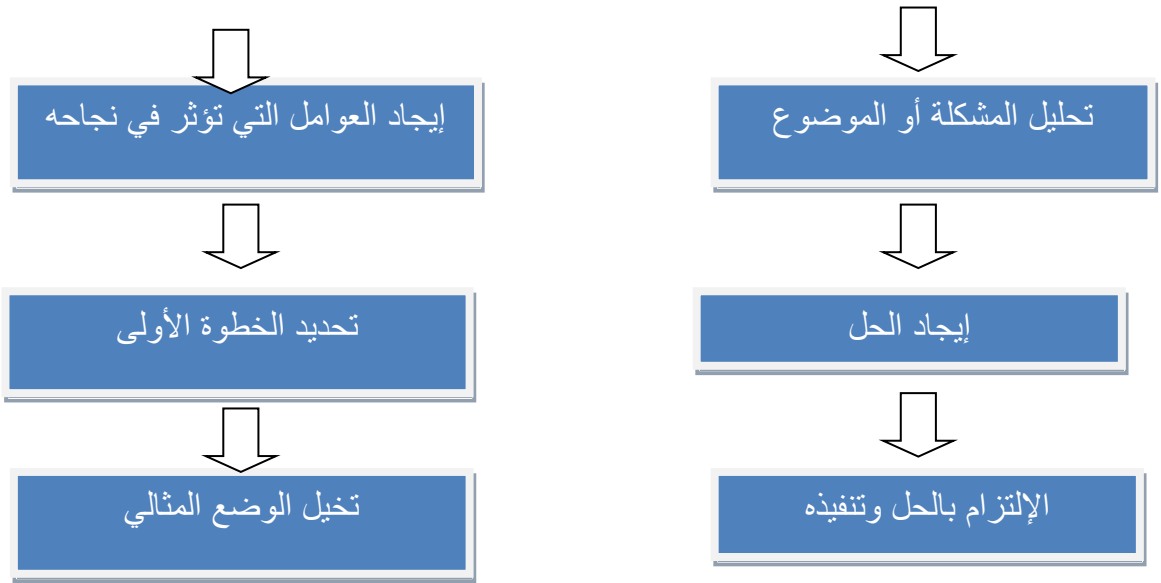 تحليل المشكلة أو الموضوع
إيجاد الحل
الإلتزام بالحل وتنفيذه
إيجاد العوامل التي تؤثر في نجاحه
تحديد الخطوة الأولى
تخيل الوضع المثالي